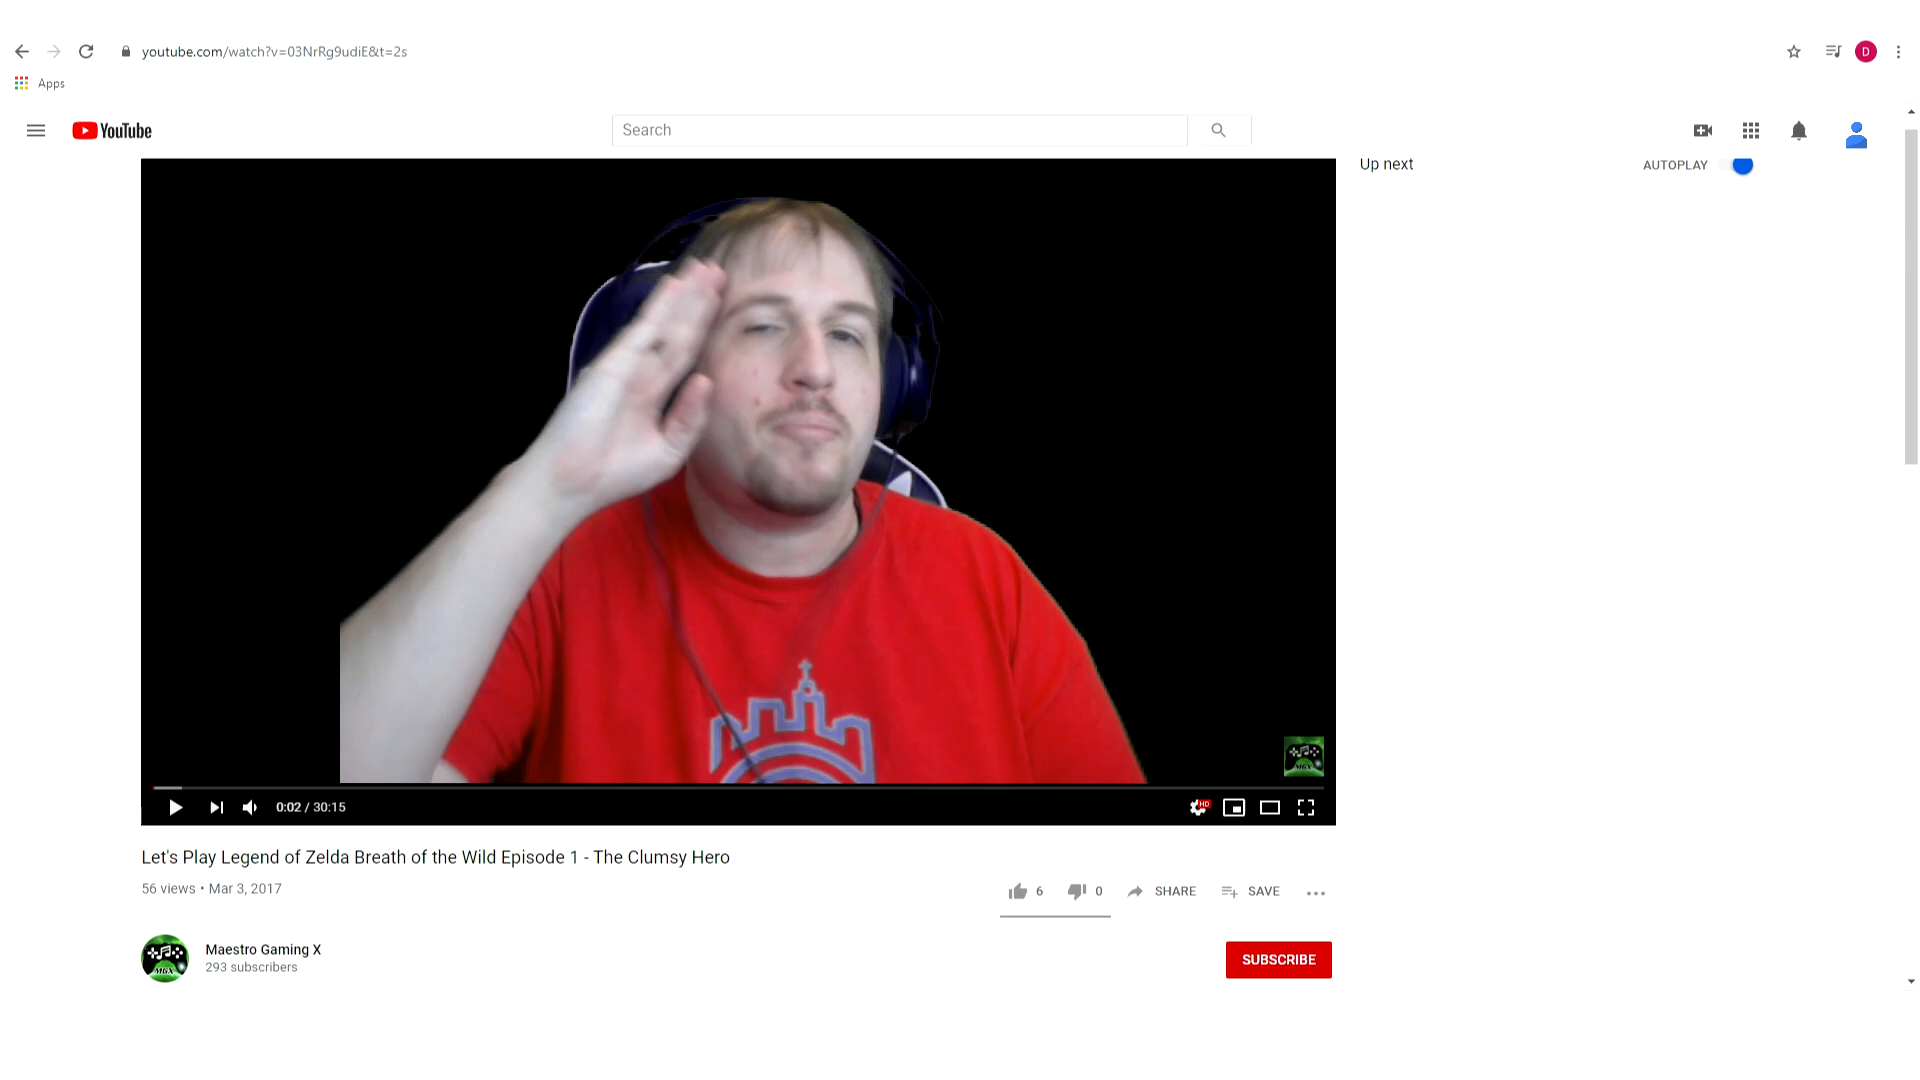 youtube.com/watch?v=03NrRg9udiE&t=2s
D
Apps
YouTube
Search
Up next
AUTOPLAY
MGX
HD
0:02 / 30:15
Let's Play Legend of Zelda Breath of the Wild Episode 1 - The Clumsy Hero
56 views • Mar 3, 2017
6
0
SHARE
SAVE
MGX
Maestro Gaming X
293 subscribers
SUBSCRIBE